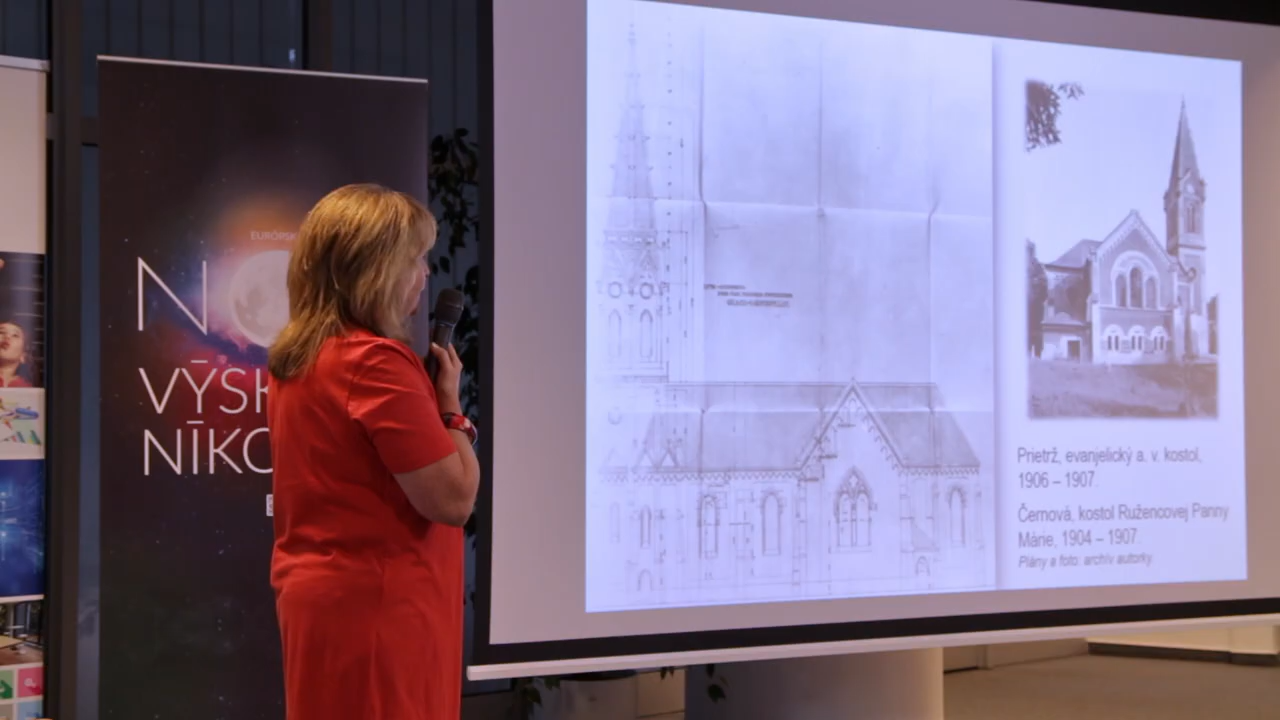 EURÓPSK
NO
VÝSK
NÍKO
Prietrž, evanjelický a. v. kostol,
1906 – 1907.
Černová, kostol Ružencovej Panny
Márie, 1904 – 1907.
Plány a foto: archív autorky.